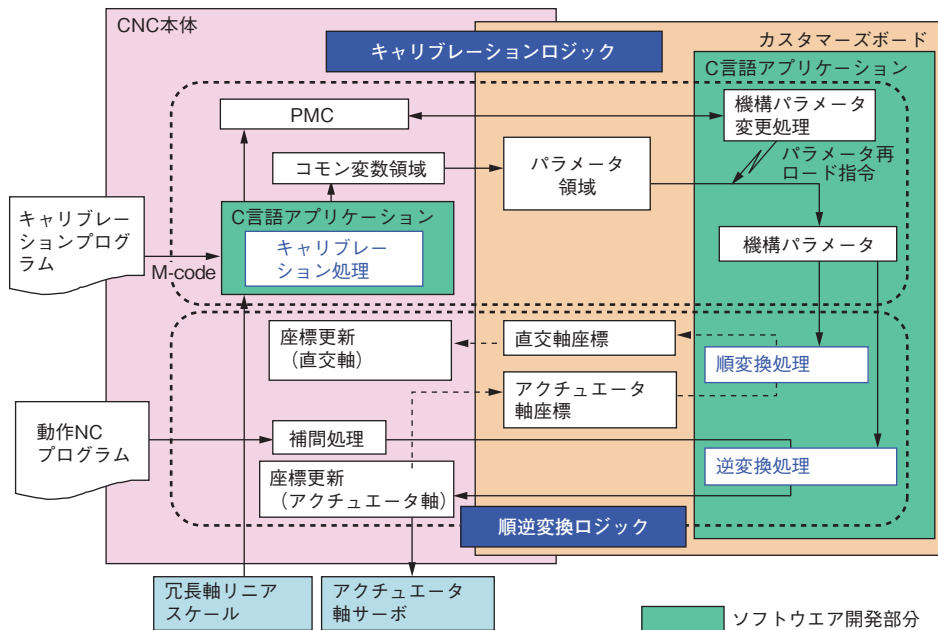 CNC本体
キャリブレーションロジック
カスタマーズボード
C言語アプリケーション
PMC
機構パラメータ
変更処理
コモン変数領域
パラメータ
領域
パラメータ再
ロード指令
キャリブレー
ションプログ
ラム
M-code
C言語アプリケーション
キャリブレー
ション処理
機構パラメータ
座標更新
（直交軸）
直交軸座標
順変換処理
アクチュエータ
軸座標
動作NC
プログラム
補間処理
逆変換処理
座標更新
（アクチュエータ軸）
順逆変換ロジック
冗長軸リニア
スケール
アクチュエータ
軸サーボ
ソフトウエア開発部分